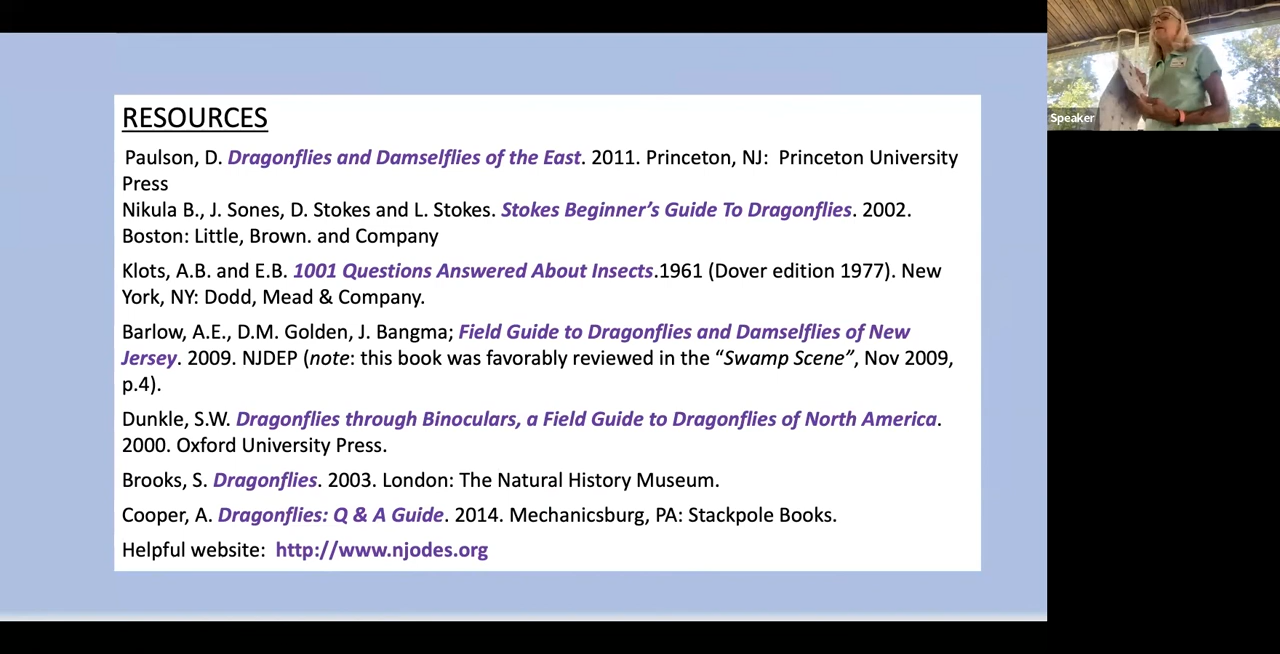 RESOURCES
Paulson, D. Dragonflies and Damselflies of the East. 2011. Princeton, NJ: Princeton University
Press
Nikula B., J. Sones, D. Stokes and L. Stokes. Stokes Beginner’s Guide To Dragonflies. 2002.
Boston: Little, Brown. and Company
Klots, A.B. and E.B. 1001 Questions Answered About Insects.1961 (Dover edition 1977). New
York, NY: Dodd, Mead & Company.
Barlow, A.E., D.M. Golden, J. Bangma; Field Guide to Dragonflies and Damselflies of New
Jersey. 2009. NJDEP (note: this book was favorably reviewed in the “Swamp Scene”, Nov 2009,
p.4).
Dunkle, S.W. Dragonflies through Binoculars, a Field Guide to Dragonflies of North America.
2000. Oxford University Press.
Brooks, S. Dragonflies. 2003. London: The Natural History Museum.
Cooper, A. Dragonflies: Q & A Guide. 2014. Mechanicsburg, PA: Stackpole Books.
Helpful website: http://www.njodes.org
Speaker